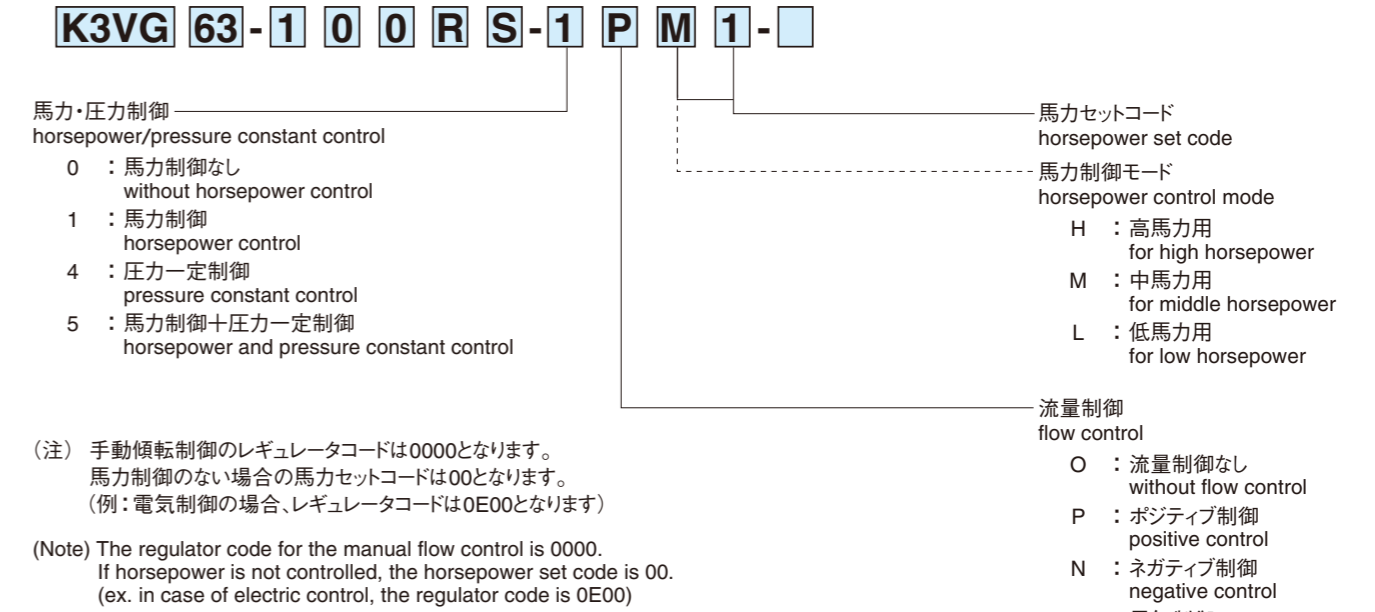 K3VG 63 - 1 0 0 R S - 1 P M 1 -
馬力・圧力制御
horsepower/pressure constant control
0 ：馬力制御なし
without horsepower control
1 ：馬力制御
horsepower control
4 ：圧力一定制御
pressure constant control
5 ：馬力制御＋圧力一定制御
horsepower and pressure constant control
馬力セットコード
horsepower set code
馬力制御モード
horsepower control mode
H ：高馬力用
for high horsepower
M ：中馬力用
for middle horsepower
L ：低馬力用
for low horsepower
流量制御
flow control
O ：流量制御なし
without flow control
P ：ポジティブ制御
positive control
N ：ネガティブ制御
negative control
（注） 手動傾転制御のレギュレータコードは0000となります。
馬力制御のない場合の馬力セットコードは00となります。
（例：電気制御の場合、レギュレータコードは0E00となります）
(Note) The regulator code for the manual flow control is 0000.
If horsepower is not controlled, the horsepower set code is 00.
(ex. in case of electric control, the regulator code is 0E00)